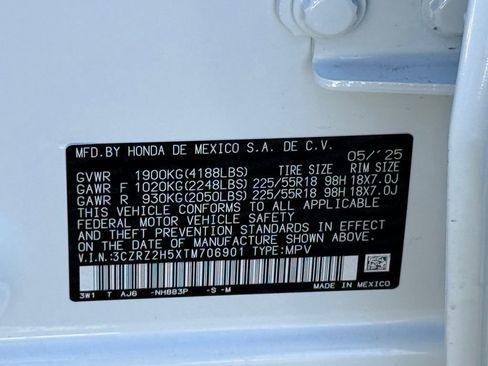 MFD.BY HONDA DE MEXICO S.A. DE C.V. 05/'25
GVWR 1900KG(4188LBS) TIRE SIZE RIM SIZE
GAWR F 1020KG(2248LBS) 225/55R18 98H 18X7.0J
GAWR R 930KG(2050LBS) 225/55R18 98H 18X7.0J
THIS VEHICLE CONFORMS TO ALL APPLICABLE
FEDERAL MOTOR VEHICLE SAFETY
AND THEFT PREVENTION STANDARDS IN EFFECT
ON THE DATE OF MANUFACTURE SHOWN ABOVE.
V.I.N.:3CZRZ2H5XTM706901 TYPE:MPV
3W1 T AJ6 -NH883P -S-M
MADE IN MEXICO